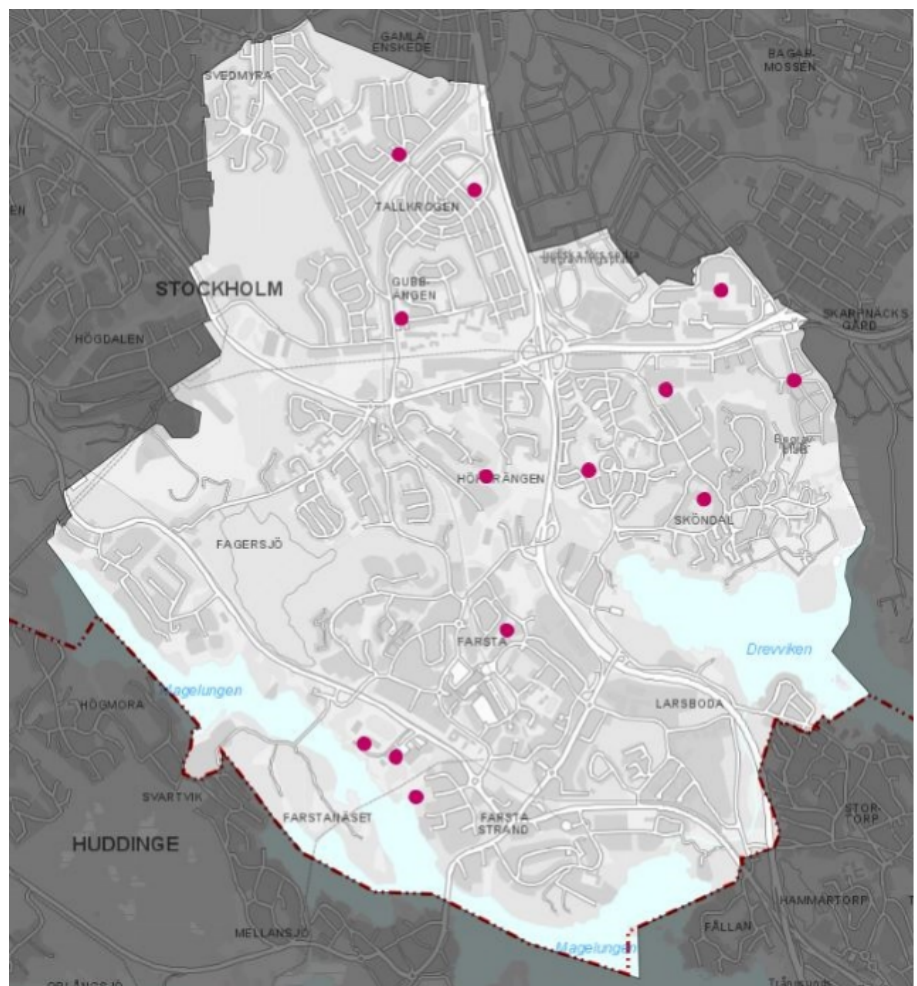 GAMLA
ENSKEDE
BAGAR-
MOSSEN
SVEDMYRA
TALLKROGEN
GUBB-
ÄNGEN
STOCKHOLM
SKARPNÄCKS
GÅRD
HÖGDALEN
HÖKARÄNGEN
SKÖNDAL
FAGERSJÖ
FARSTA
Drevviken
Magelungen
HÖGMORA
LARSBODA
SVARTVIK
FARSTANÄSET
FARSTA
STRAND
STOR-
TORP
HUDDINGE
HAMMARTORP
FÅLLAN
MELLANSJÖ
Magelungen